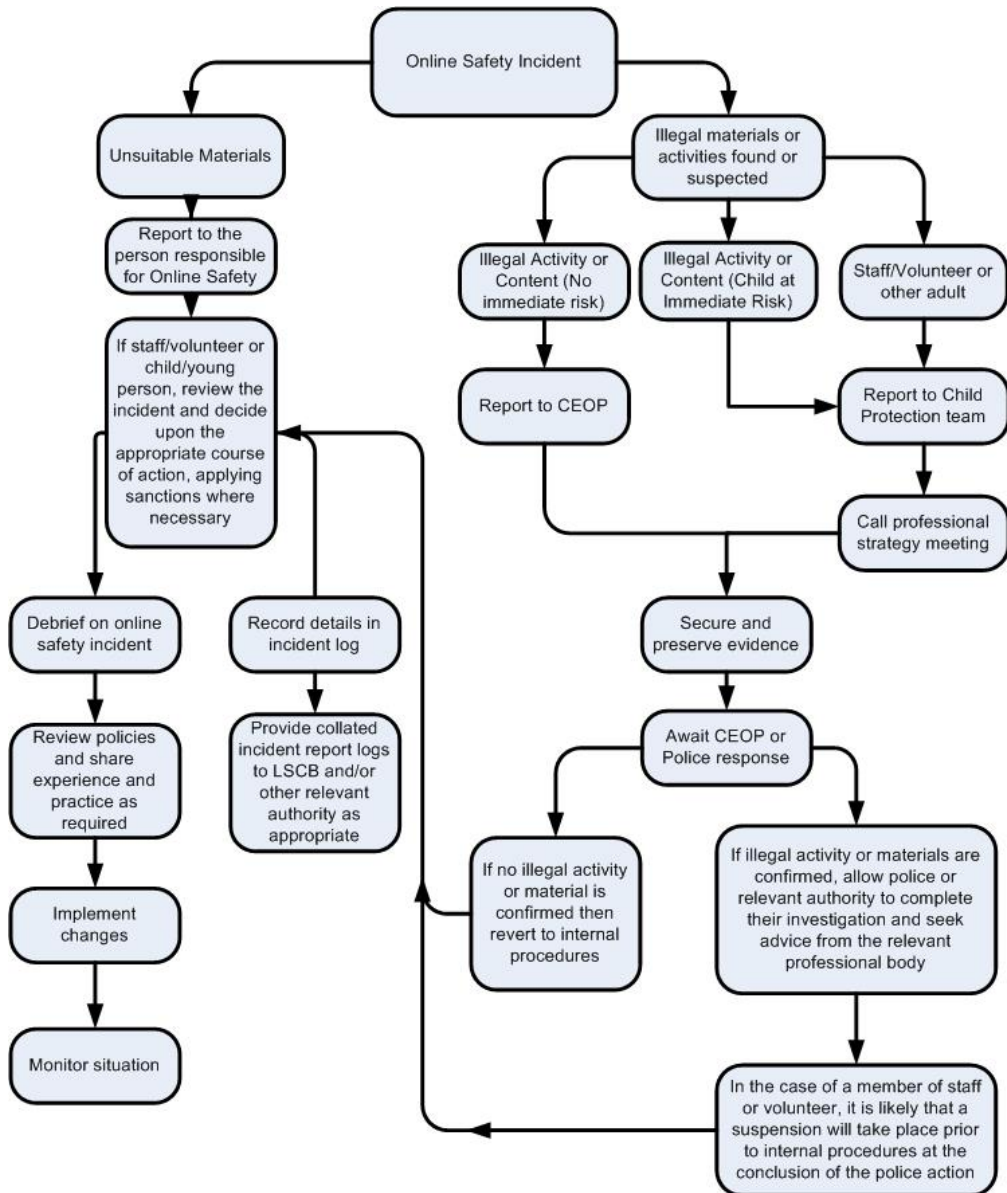 Online Safety Incident
Unsuitable Materials
Illegal materials or
activities found or
suspected
Report to the
person responsible
for Online Safety
Illegal Activity or
Content (No
immediate risk)
Illegal Activity or
Content (Child at
Immediate Risk)
Staff/Volunteer or
other adult
If staff/volunteer or
child/young
person, review the
incident and decide
upon the
appropriate course
of action, applying
sanctions where
necessary
Report to CEOP
Report to Child
Protection team
Call professional
strategy meeting
Debrief on online
safety incident
Record details in
incident log
Secure and
preserve evidence
Review policies
and share
experience and
practice as
required
Provide collated
incident report logs
to LSCB and/or
other relevant
authority as
appropriate
Await CEOP or
Police response
If no illegal activity
or material is
confirmed then
revert to internal
procedures
If illegal activity or materials are
confirmed, allow police or
relevant authority to complete
their investigation and seek
advice from the relevant
professional body
Implement
changes
Monitor situation
In the case of a member of staff
or volunteer, it is likely that a
suspension will take place prior
to internal procedures at the
conclusion of the police action